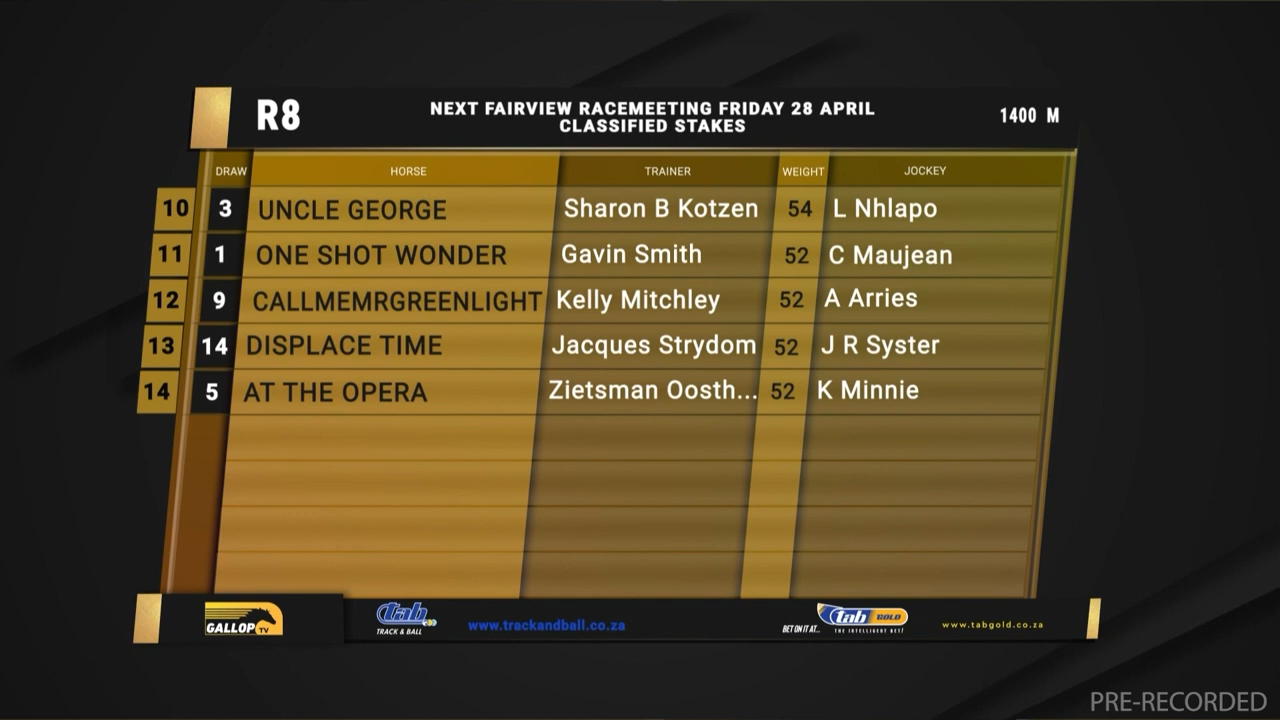 R8
NEXT FAIRVIEW RACEMEETING FRIDAY 28 APRIL
CLASSIFIED STAKES
1400 M
DRAW HORSE TRAINER WEIGHT JOCKEY
10 3 UNCLE GEORGE Sharon B Kotzen 54 L Nhlapo
11 1 ONE SHOT WONDER Gavin Smith 52 C Maujean
12 9 CALLMEMRGREENLIGHT Kelly Mitchley 52 A Arries
13 14 DISPLACE TIME Jacques Strydom 52 J R Syster
14 5 AT THE OPERA Zietsman Oosth... 52 K Minnie
GALLOP TV
tab
TRACK & BALL
www.trackandball.co.za
BET ON IT AT...
tab GOLD
THE INTELLIGENT BET!
www.tabgold.co.za
PRE-RECORDED